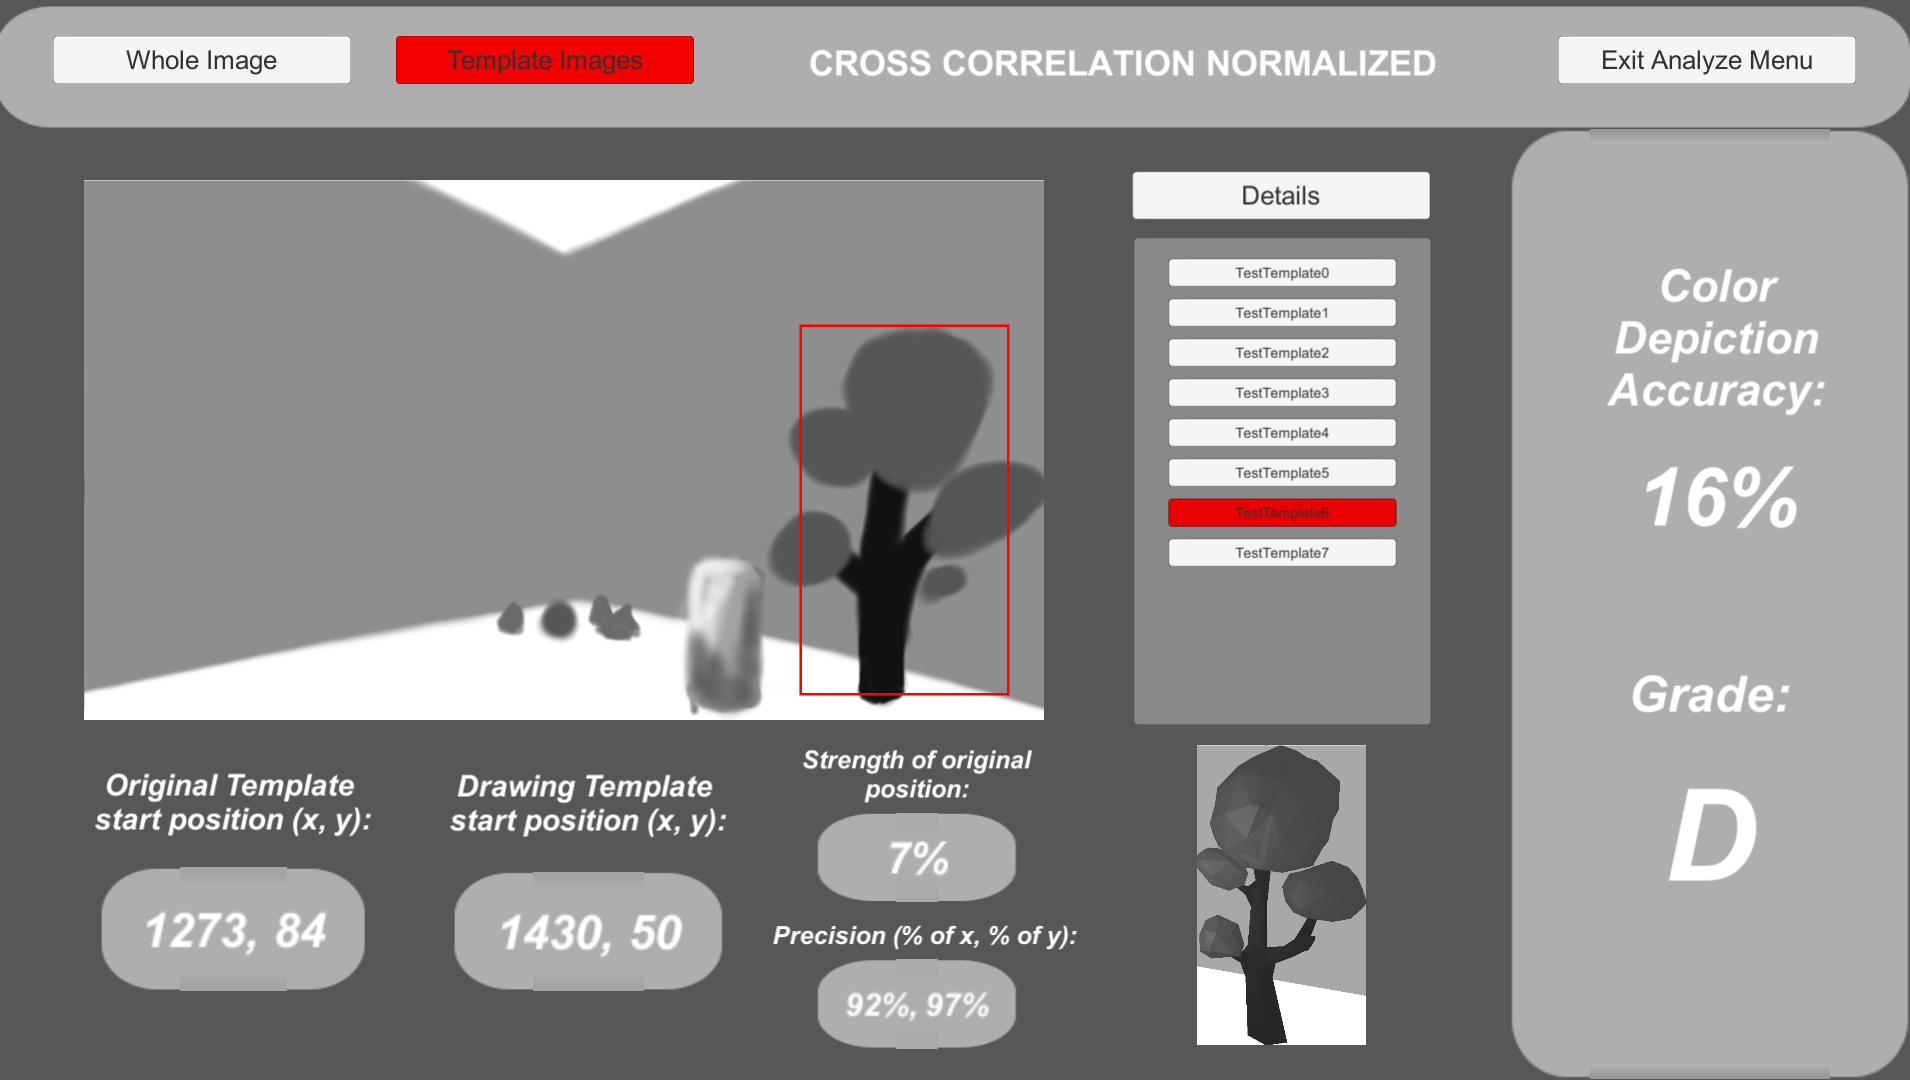 Whole Image
Template Images
CROSS CORRELATION NORMALIZED
Exit Analyze Menu
Details
TestTemplate0
TestTemplate1
TestTemplate2
TestTemplate3
TestTemplate4
TestTemplate5
TestTemplate6
TestTemplate7
Color
Depiction
Accuracy:
16%
Grade:
D
Original Template
start position (x, y):
1273, 84
Drawing Template
start position (x, y):
1430, 50
Strength of original
position:
7%
Precision (% of x, % of y):
92%, 97%